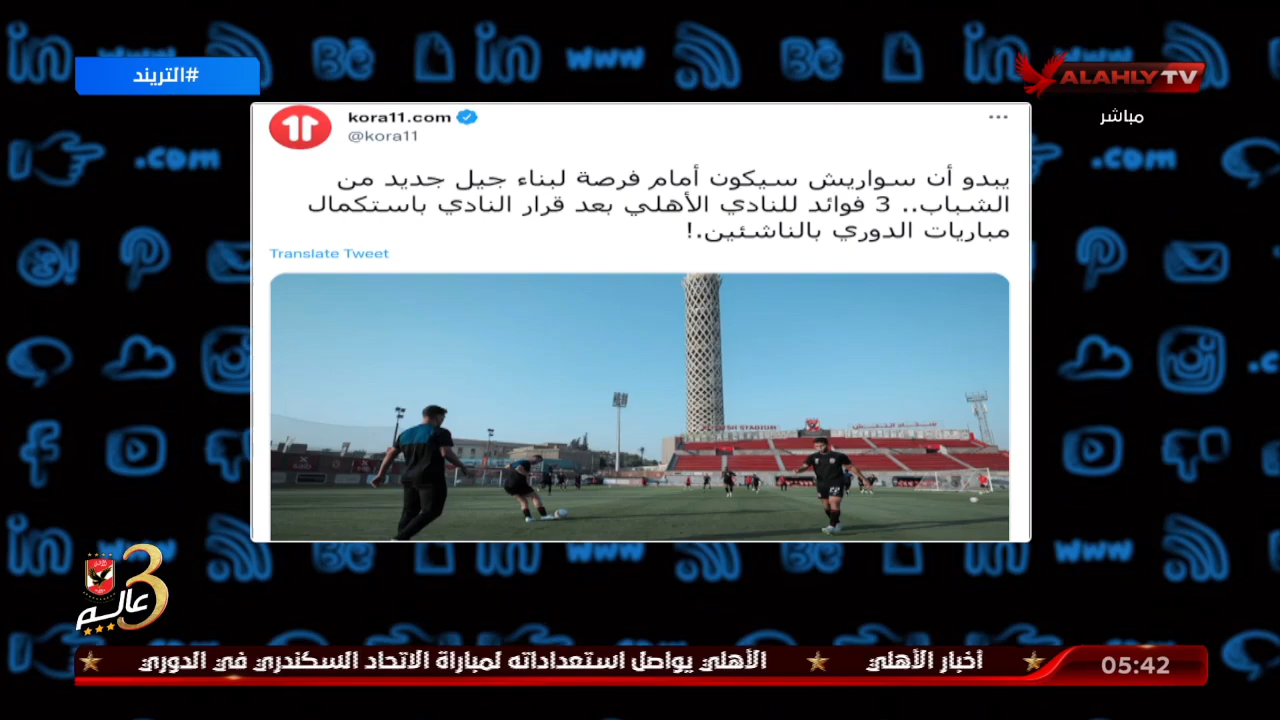 #التريند
ALAHLY TV
مباشر
kora11.com
@kora11
يبدو أن سواريش سيكون أمام فرصة لبناء جيل جديد من
الشباب.. 3 فوائد للنادي الأهلي بعد قرار النادي باستكمال
مباريات الدوري بالناشئين.!
Translate Tweet
3 عالم
أخبار الأهلي
الأهلي يواصل استعداداته لمباراة الاتحاد السكندري في الدوري
05:42